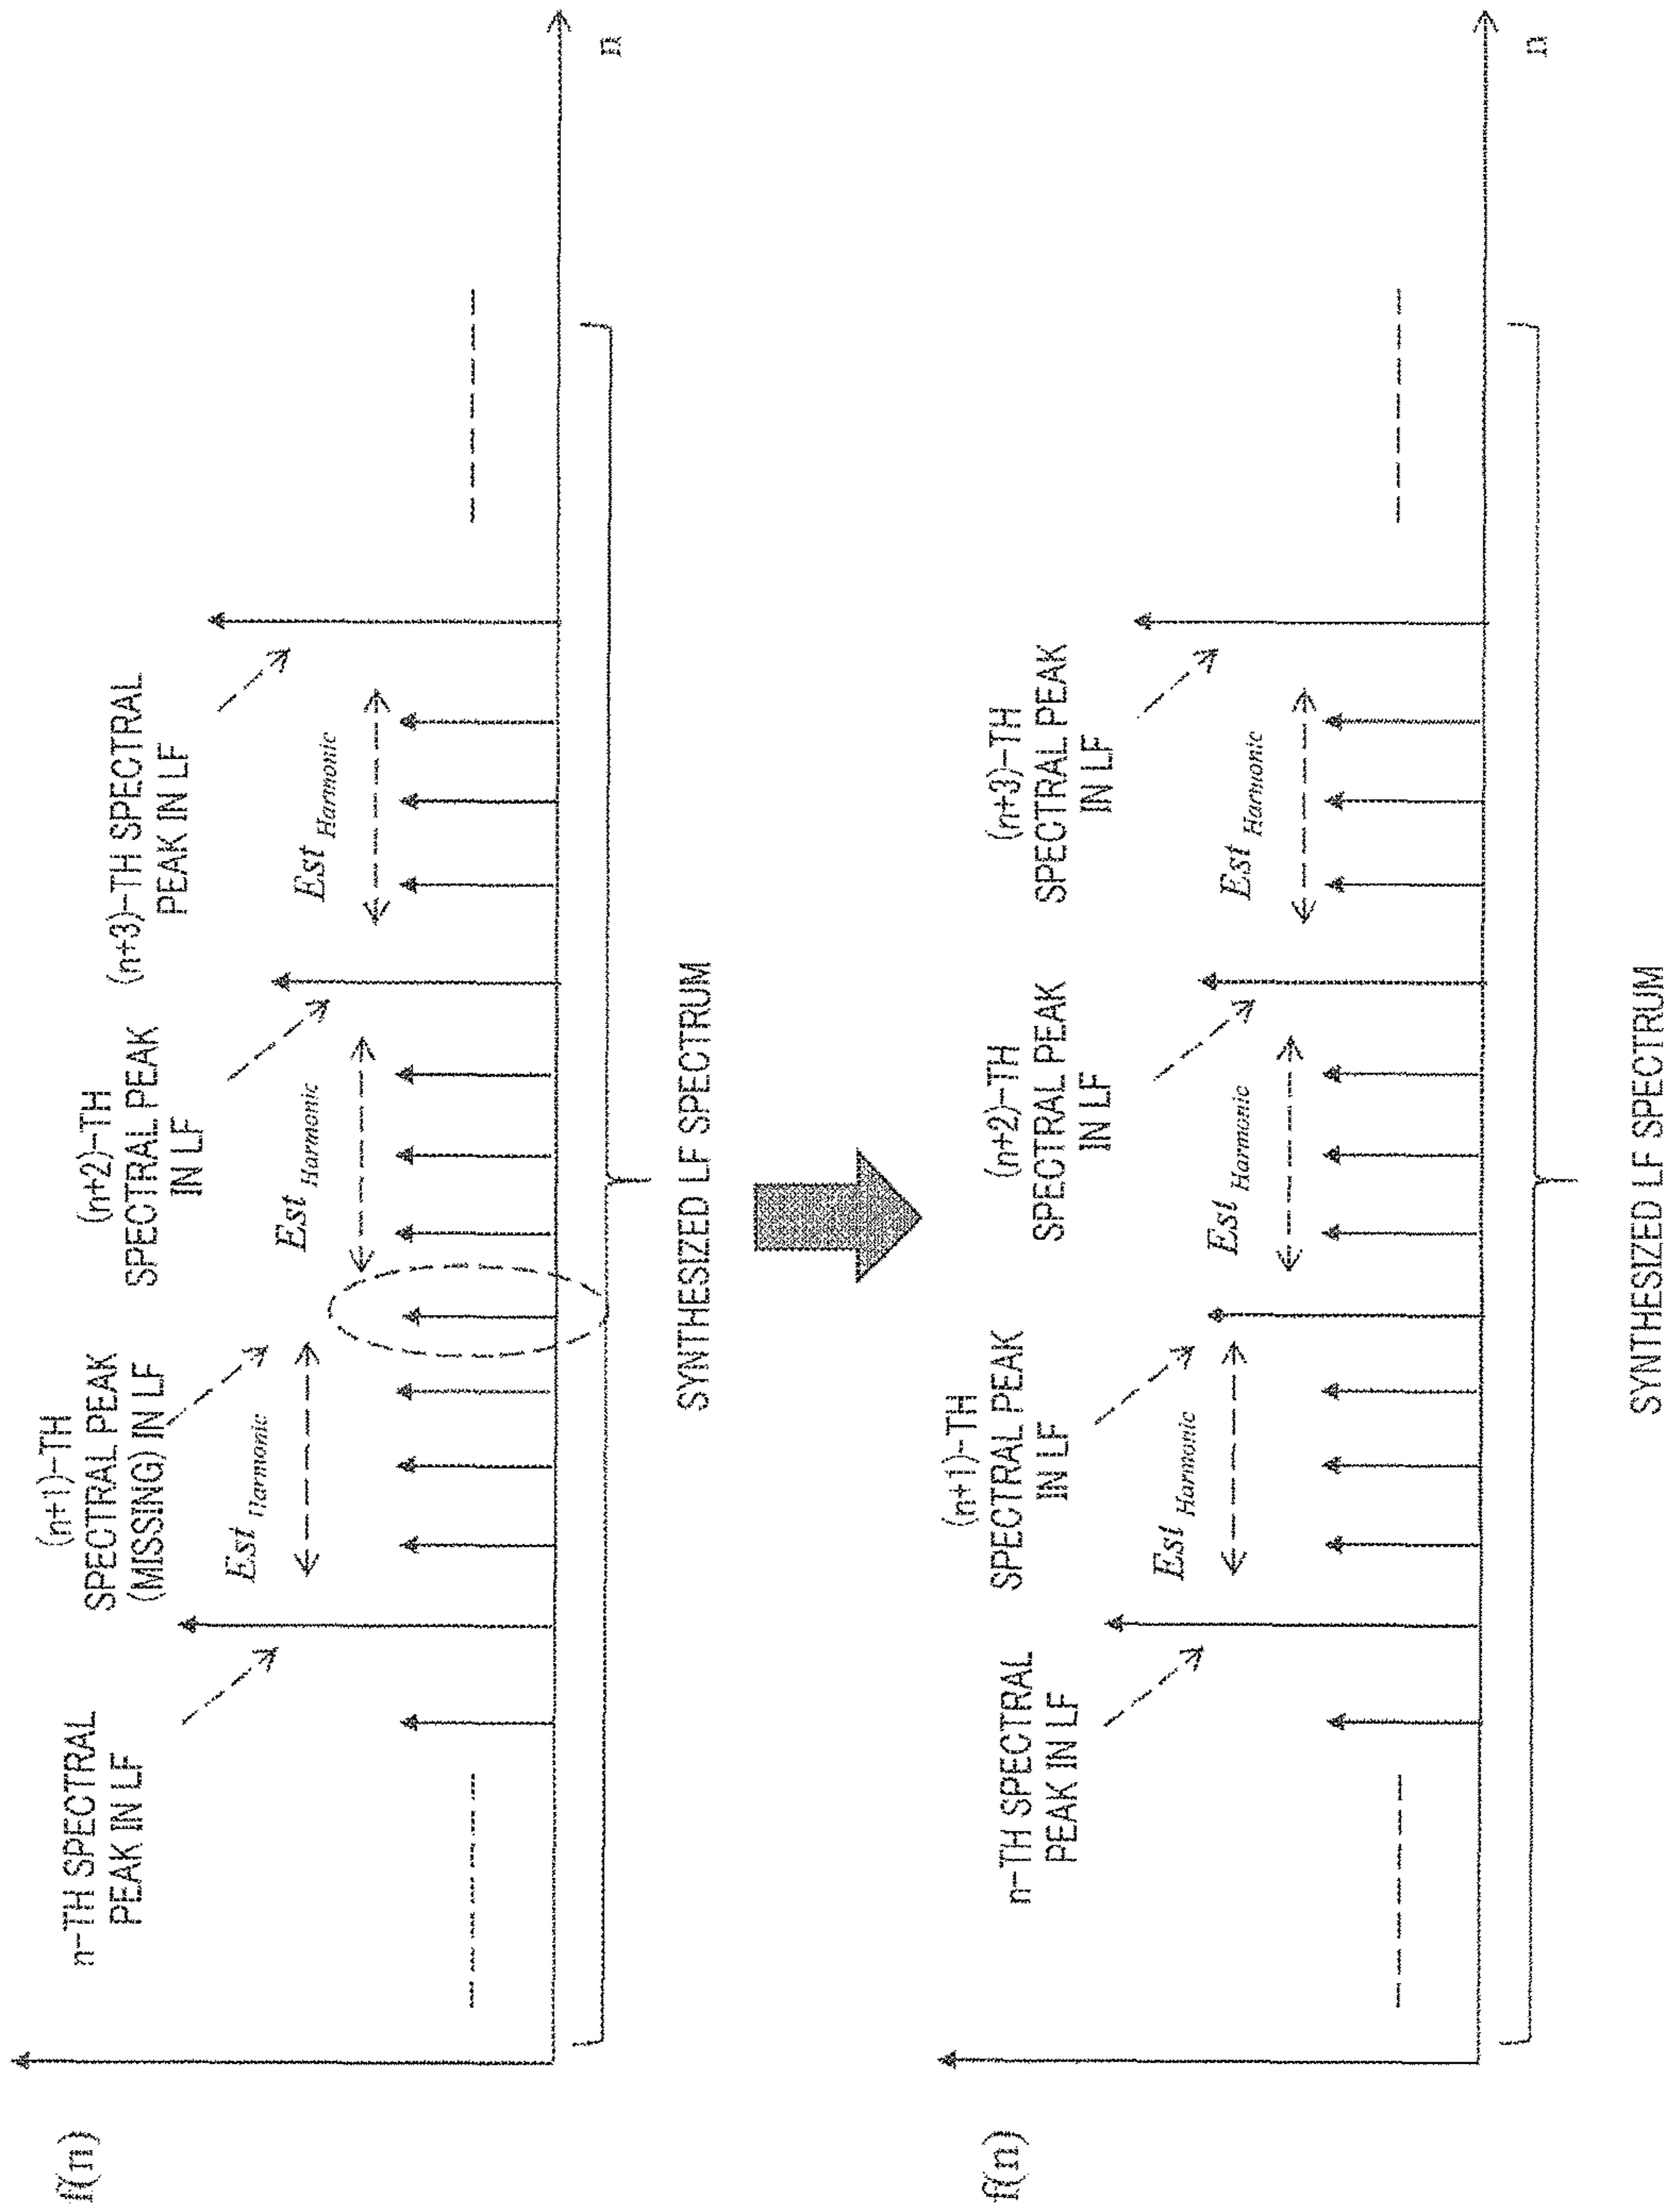 f(n)
n-TH SPECTRAL
PEAK IN LF
(n+1)-TH
SPECTRAL PEAK
(MISSING) IN LF
(n+2)-TH
SPECTRAL PEAK
IN LF
(n+3)-TH SPECTRAL
PEAK IN LF
Est Harmonic
Est Harmonic
Est Harmonic
n
SYNTHESIZED LF SPECTRUM
f(n)
n-TH SPECTRAL
PEAK IN LF
(n+1)-TH
SPECTRAL PEAK
IN LF
(n+2)-TH
SPECTRAL PEAK
IN LF
(n+3)-TH
SPECTRAL PEAK
IN LF
Est Harmonic
Est Harmonic
Est Harmonic
n
SYNTHESIZED LF SPECTRUM